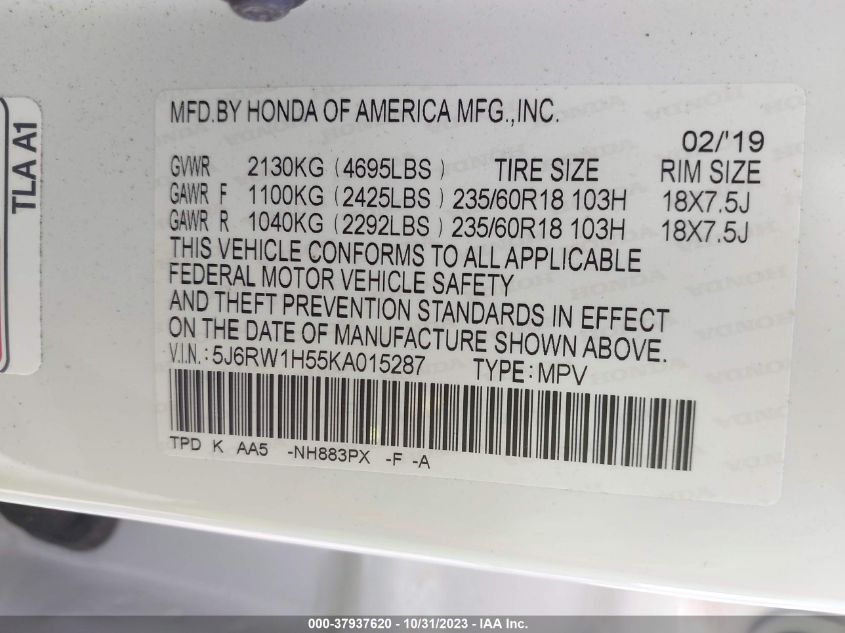 MFD.BY HONDA OF AMERICA MFG.,INC.
02/'19
GVWR 2130KG (4695LBS) TIRE SIZE RIM SIZE
GAWR F 1100KG (2425LBS) 235/60R18 103H 18X7.5J
GAWR R 1040KG (2292LBS) 235/60R18 103H 18X7.5J
THIS VEHICLE CONFORMS TO ALL APPLICABLE
FEDERAL MOTOR VEHICLE SAFETY
AND THEFT PREVENTION STANDARDS IN EFFECT
ON THE DATE OF MANUFACTURE SHOWN ABOVE.
V.I.N.: 5J6RW1H55KA015287 TYPE: MPV
TPD K AA5 -NH883PX -F -A
TLA A1
000-37937620 - 10/31/2023 - IAA Inc.